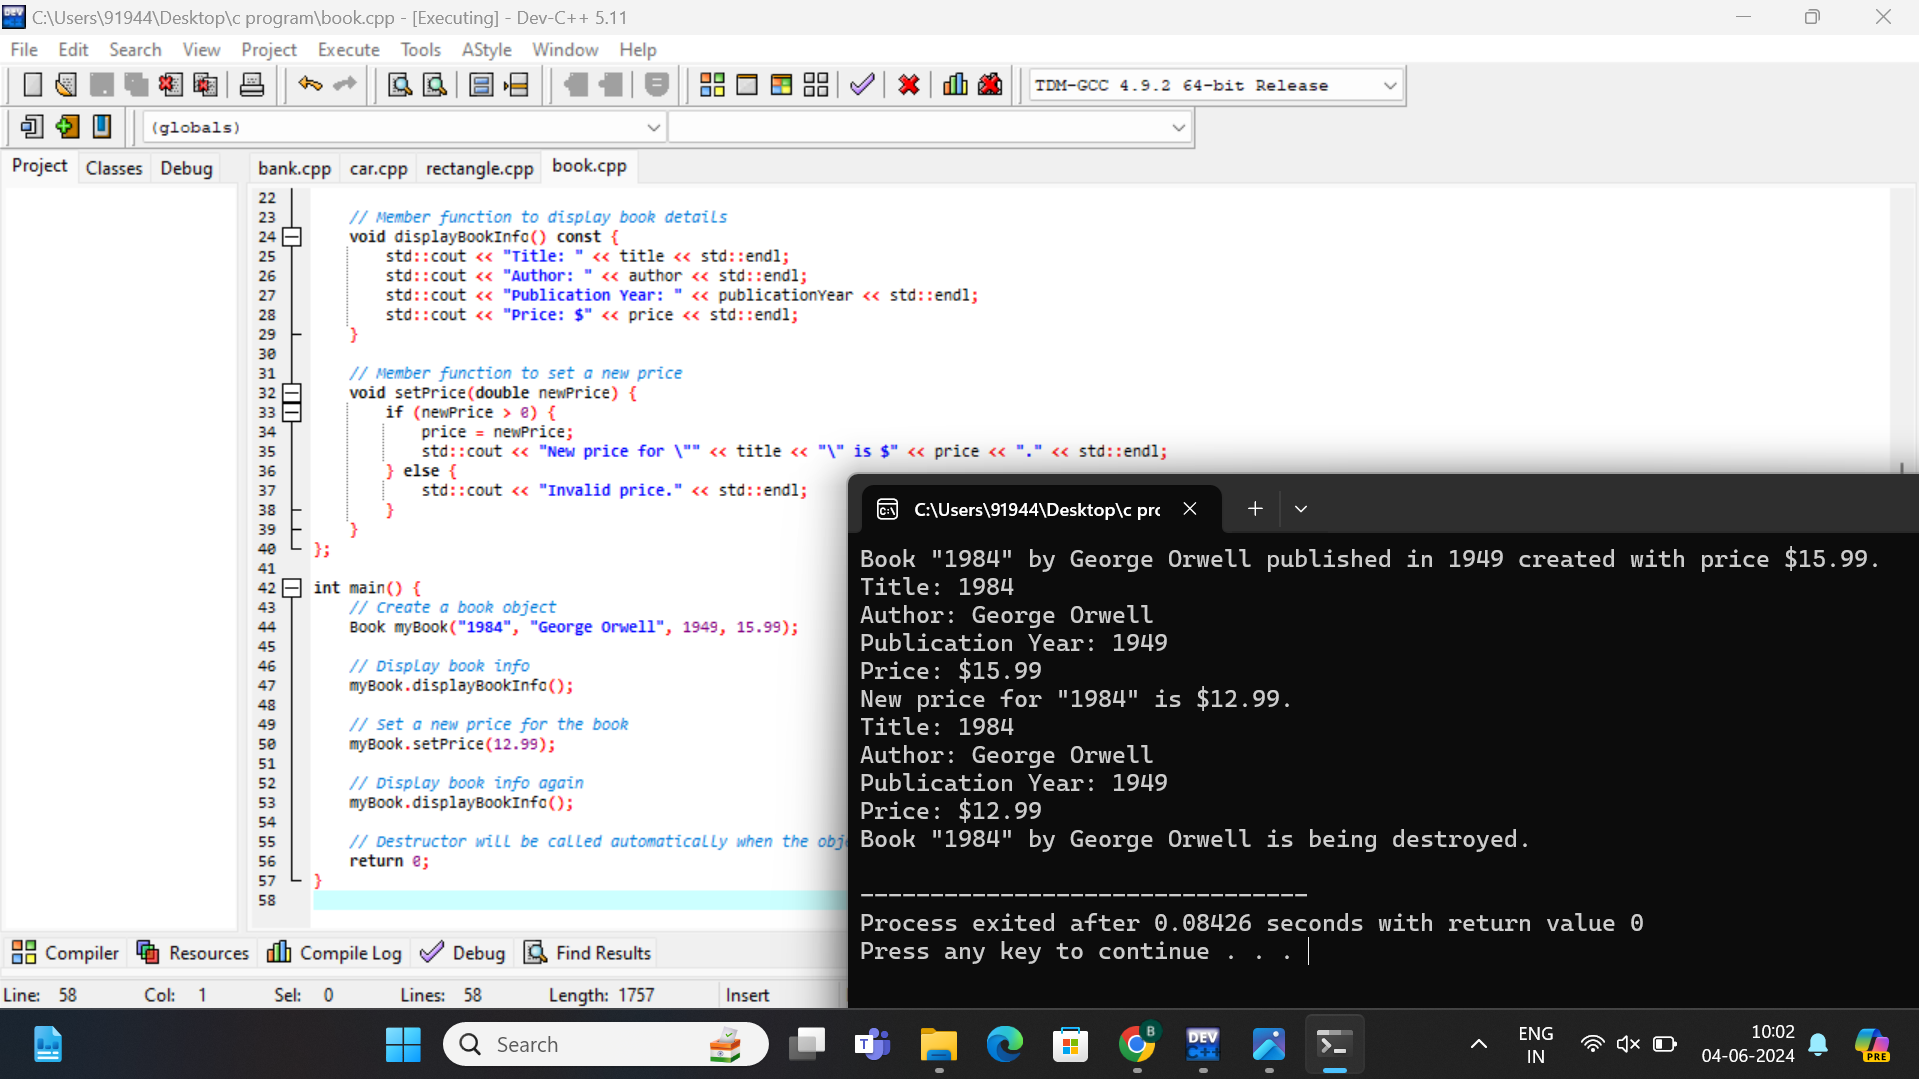 C:\Users\91944\Desktop\c program\book.cpp - [Executing] - Dev-C++ 5.11
File Edit Search View Project Execute Tools AStyle Window Help
TDM-GCC 4.9.2 64-bit Release
(globals)
Project Classes Debug
bank.cpp car.cpp rectangle.cpp book.cpp
22
23 // Member function to display book details
24 void displayBookInfo() const {
25 std::cout << "Title: " << title << std::endl;
26 std::cout << "Author: " << author << std::endl;
27 std::cout << "Publication Year: " << publicationYear << std::endl;
28 std::cout << "Price: $" << price << std::endl;
29 }
30
31 // Member function to set a new price
32 void setPrice(double newPrice) {
33 if (newPrice > 0) {
34 price = newPrice;
35 std::cout << "New price for \"" << title << "\" is $" << price << "." << std::endl;
36 } else {
37 std::cout << "Invalid price." << std::endl;
38 }
39 }
40 };
41
42 int main() {
43 // Create a book object
44 Book myBook("1984", "George Orwell", 1949, 15.99);
45
46 // Display book info
47 myBook.displayBookInfo();
48
49 // Set a new price for the book
50 myBook.setPrice(12.99);
51
52 // Display book info again
53 myBook.displayBookInfo();
54
55 // Destructor will be called automatically when the obj
56 return 0;
57 }
58
C:\Users\91944\Desktop\c pro
Book "1984" by George Orwell published in 1949 created with price $15.99.
Title: 1984
Author: George Orwell
Publication Year: 1949
Price: $15.99
New price for "1984" is $12.99.
Title: 1984
Author: George Orwell
Publication Year: 1949
Price: $12.99
Book "1984" by George Orwell is being destroyed.
--------------------------------
Process exited after 0.08426 seconds with return value 0
Press any key to continue . . .
Compiler Resources Compile Log Debug Find Results
Line: 58 Col: 1 Sel: 0 Lines: 58 Length: 1757 Insert
Search
ENG
IN
10:02
04-06-2024